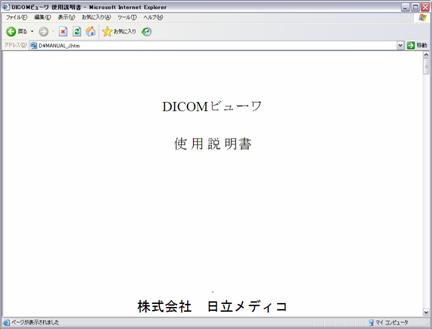 DICOMビューワ 使用説明書 - Microsoft Internet Explorer
ファイル(F) 編集(E) 表示(V) お気に入り(A) ツール(T) ヘルプ(H)
戻る お気に入り
アドレス(D) D:¥MANUAL_J.htm 移動
DICOMビューワ
使 用 説 明 書
株式会社 日立メディコ
ページが表示されました マイ コンピュータ